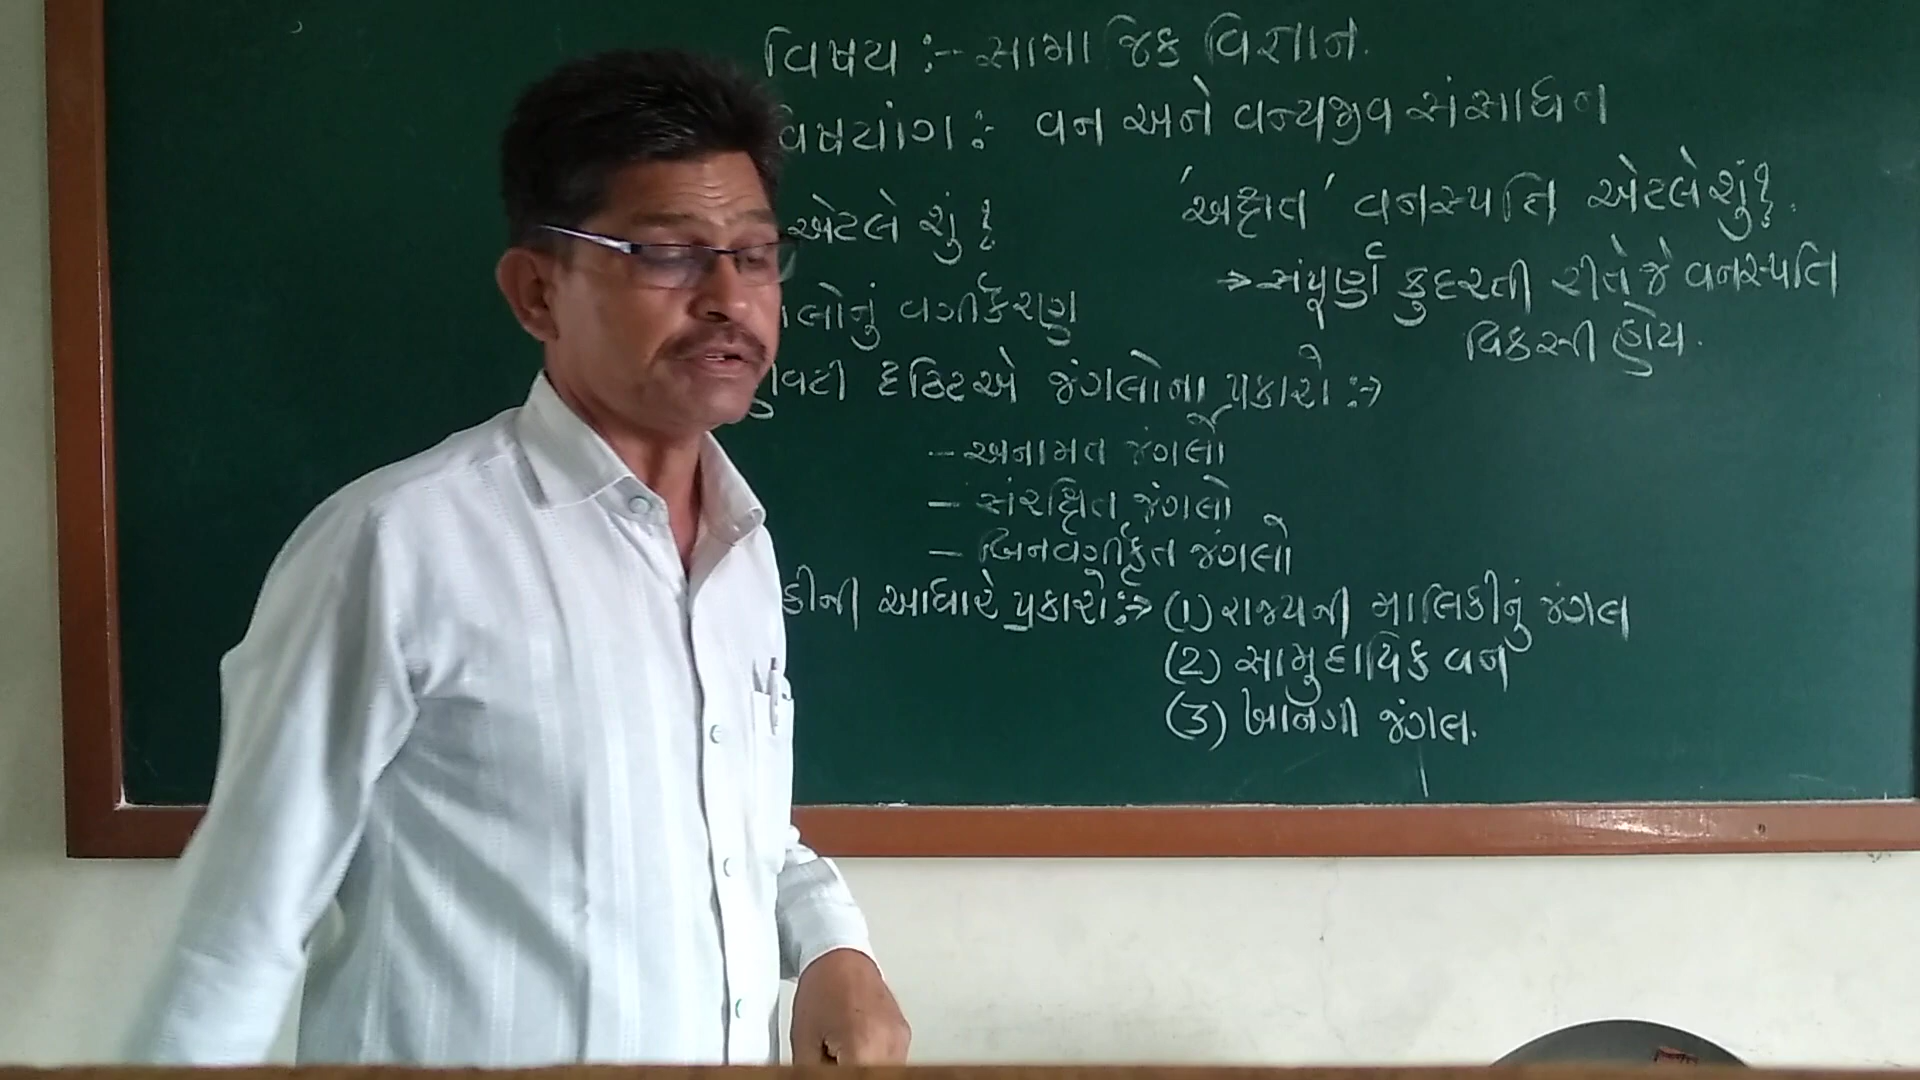 વિષય :- સામાજિક વિજ્ઞાન.
વિષયાંગ :- વન અને વન્યજીવ સંસાધન
એટલે શું?
'અક્ષત' વનસ્પતિ એટલે શું?
→ સંપૂર્ણ કુદરતી રીતે જે વનસ્પતિ
વિકસી હોય.
વર્ગીકરણ
દૃષ્ટિએ જંગલોના પ્રકારો :→
- અનામત જંગલો
- સંરક્ષિત જંગલો
- બિનવર્ગીકૃત જંગલો
આધારે પ્રકારો :→ (1) રાજ્યની માલિકીનું જંગલ
(2) સામુદાયિક વન
(3) ખાનગી જંગલ.